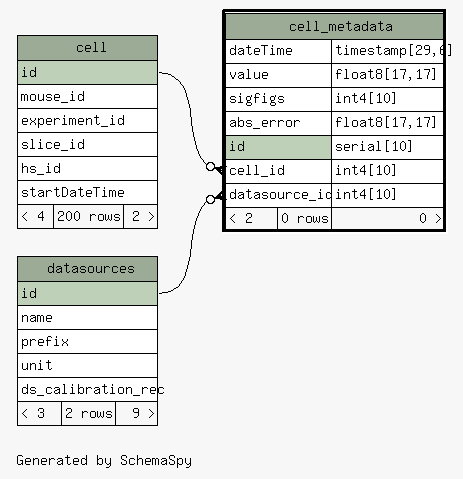 cell
id
mouse_id
experiment_id
slice_id
hs_id
startDateTime
< 4 200 rows 2 >
cell_metadata
dateTime timestamp[29,6]
value float8[17,17]
sigfigs int4[10]
abs_error float8[17,17]
id serial[10]
cell_id int4[10]
datasource_id int4[10]
< 2 0 rows 0 >
datasources
id
name
prefix
unit
ds_calibration_rec
< 3 2 rows 9 >
Generated by SchemaSpy